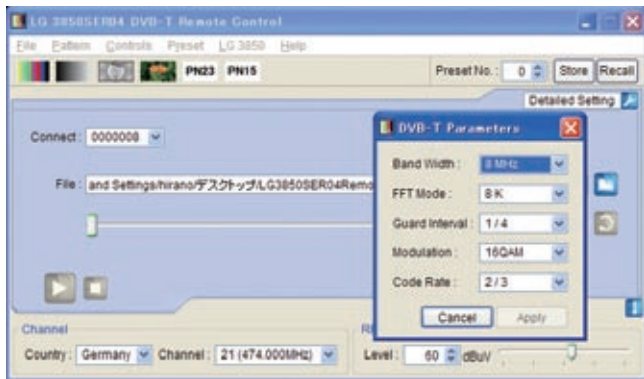 LG 3850SER04 DVB-T Remote Control
File Pattern Controls Preset LG 3850 Help
PN23 PN15 Preset No. : 0 Store Recall
Detailed Setting
Connect : 0000008
File : and Settings/hirano/デスクトップ/LG3850SER04Remo
DVB-T Parameters
Band Width : 8 MHz
FFT Mode : 8 K
Guard Interval : 1 / 4
Modulation : 16QAM
Code Rate : 2 / 3
Cancel Apply
Channel
Country : Germany Channel : 21 (474.000MHz)
Level : 60 dBuV